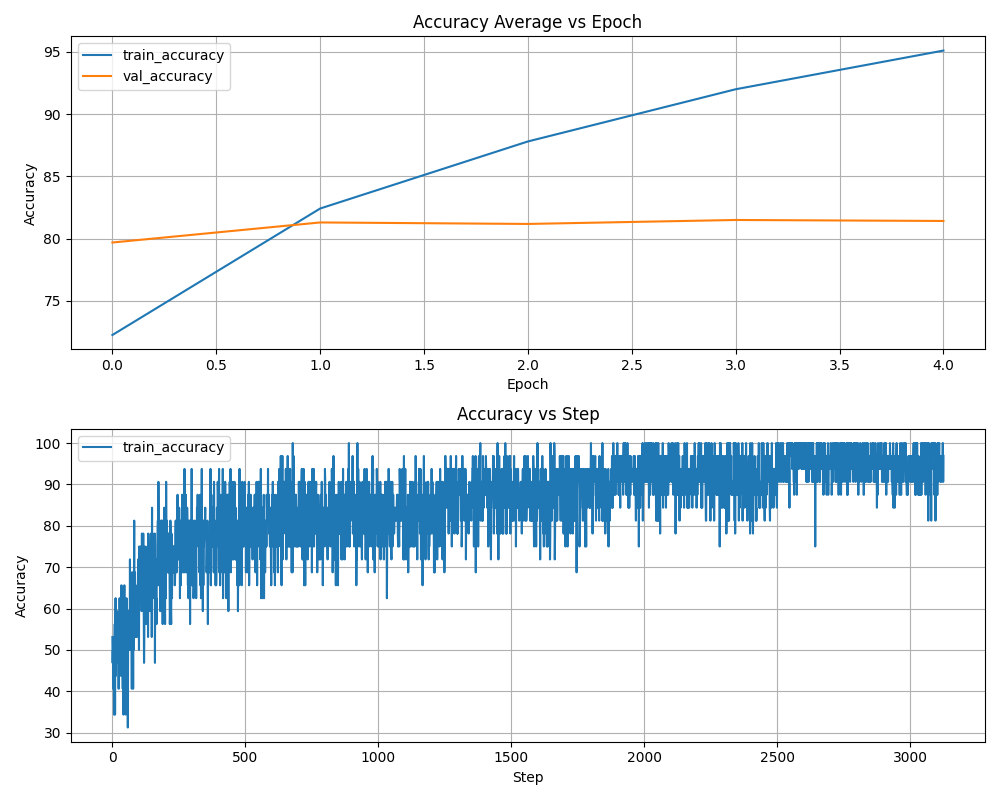 Accuracy Average vs Epoch
train_accuracy
val_accuracy
95
90
85
80
75
Accuracy
0.0 0.5 1.0 1.5 2.0 2.5 3.0 3.5 4.0
Epoch
Accuracy vs Step
train_accuracy
100
90
80
70
60
50
40
30
Accuracy
0 500 1000 1500 2000 2500 3000
Step